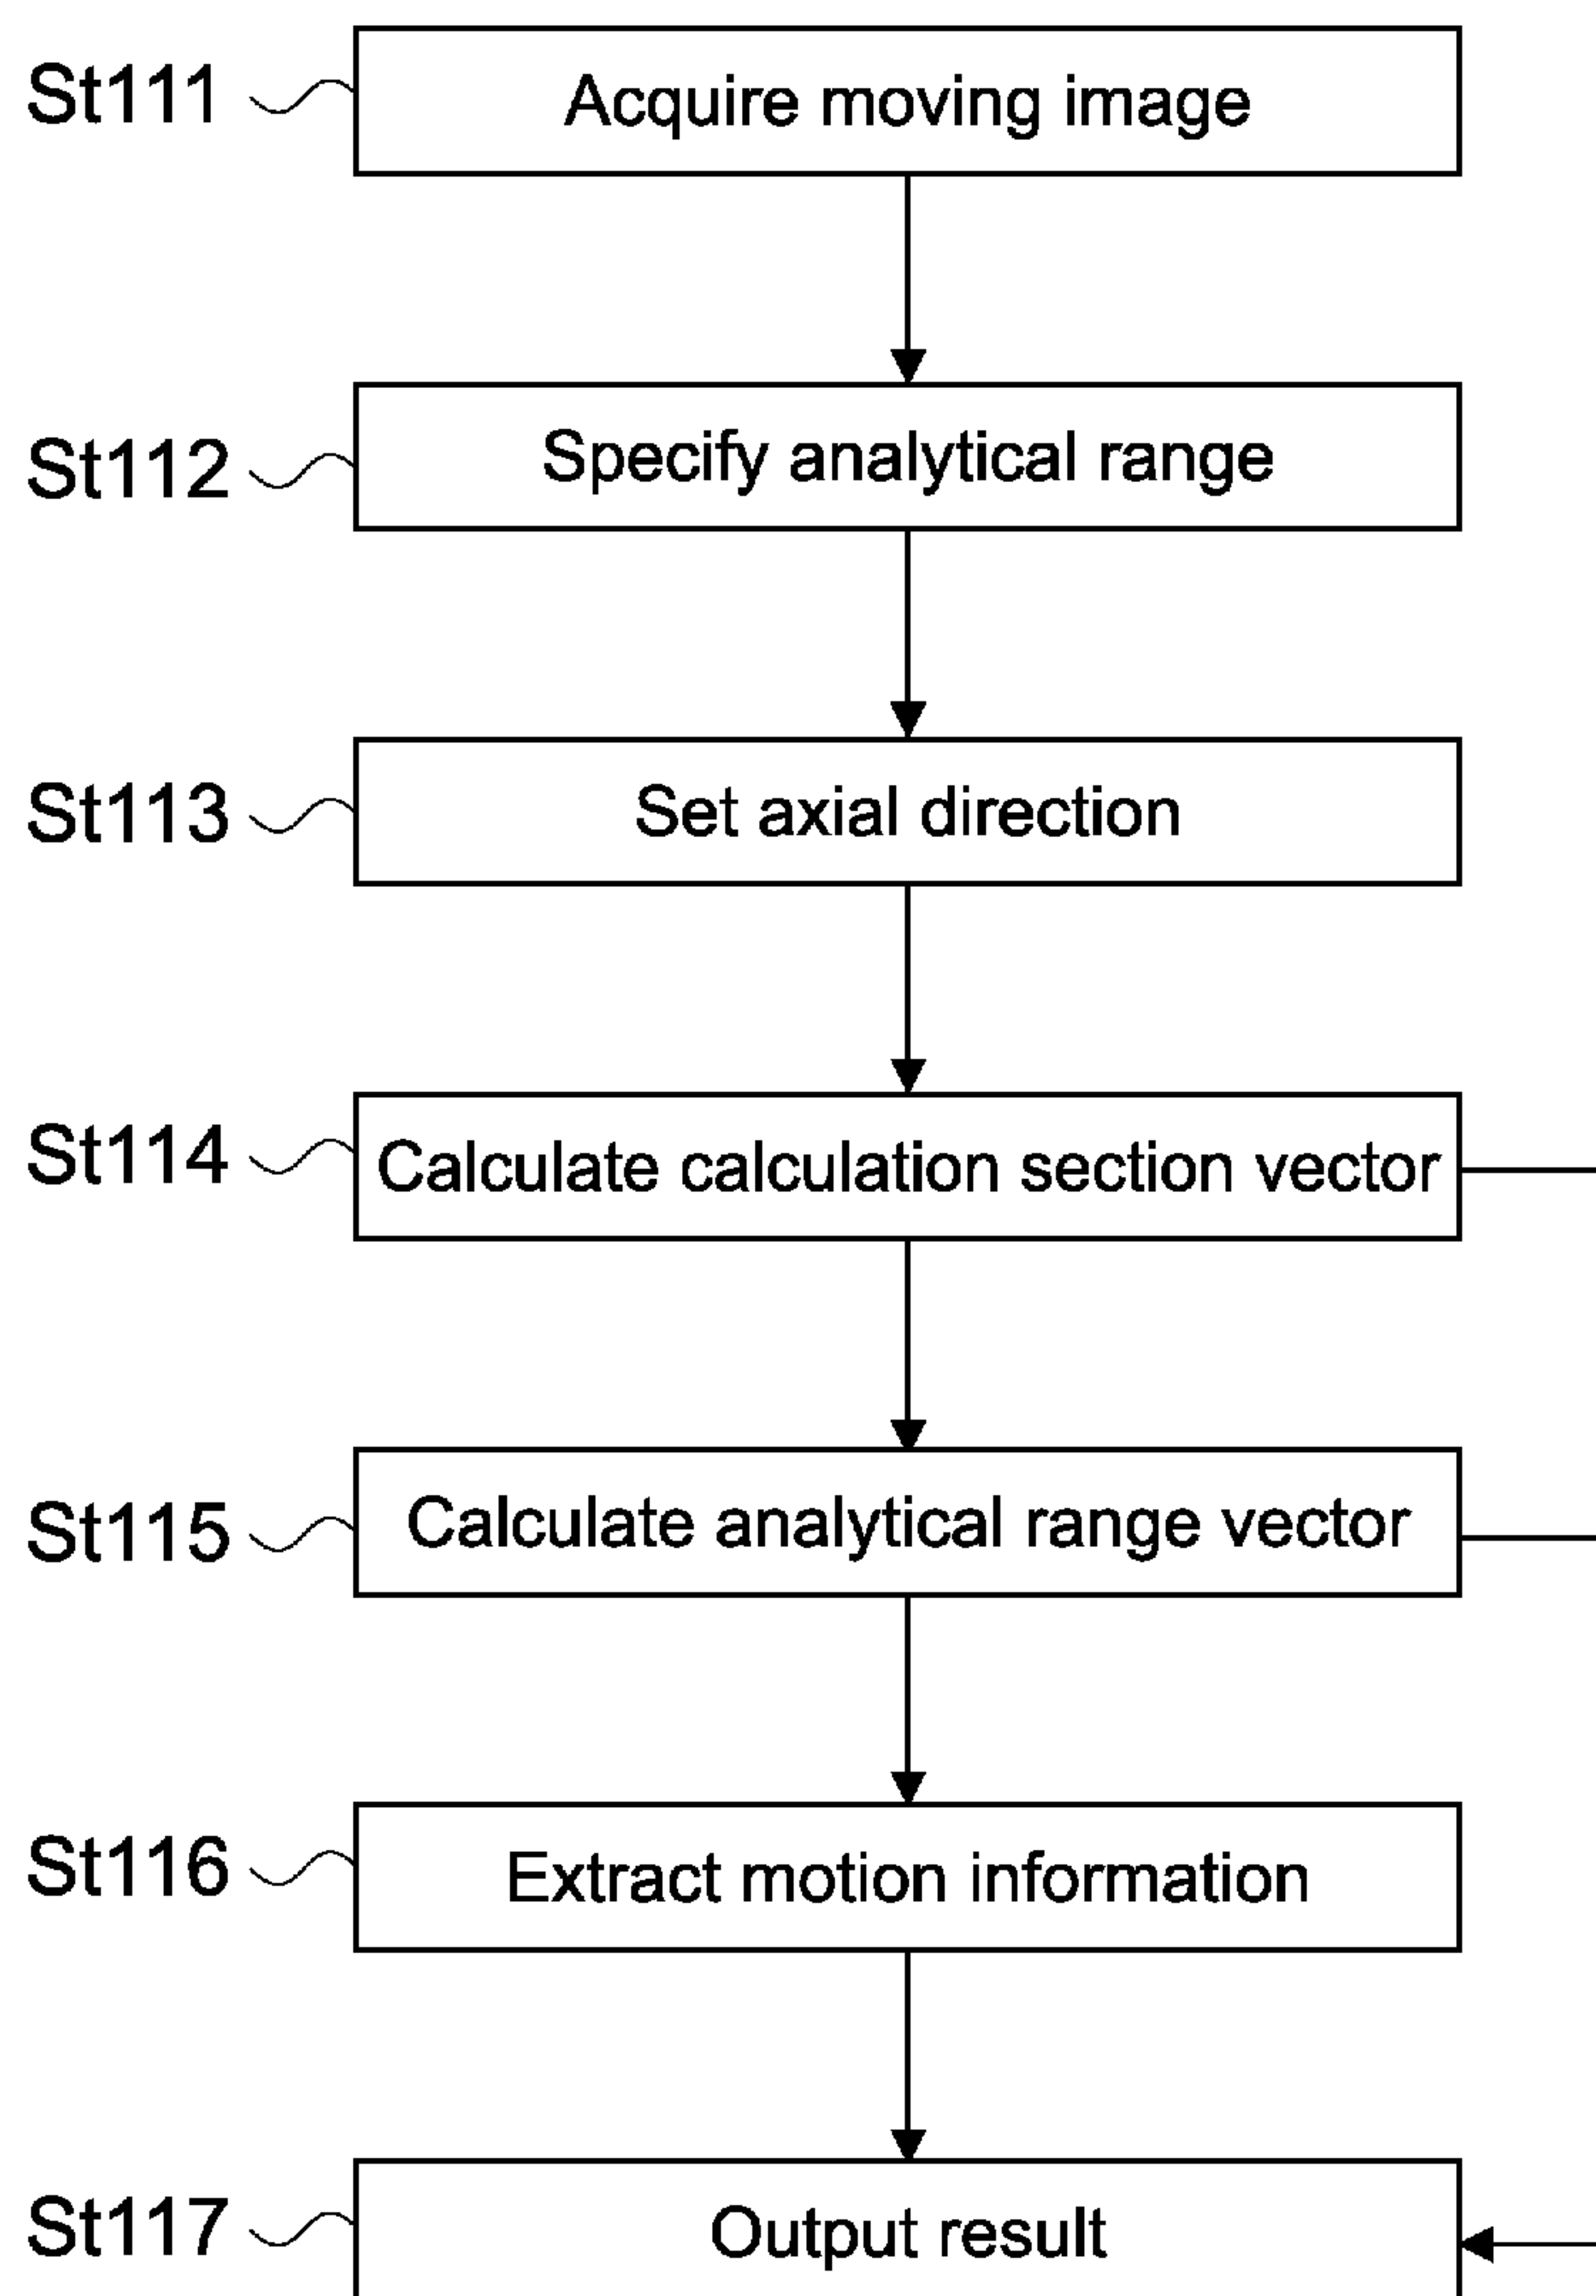 St111 Acquire moving image
St112 Specify analytical range
St113 Set axial direction
St114 Calculate calculation section vector
St115 Calculate analytical range vector
St116 Extract motion information
St117 Output result